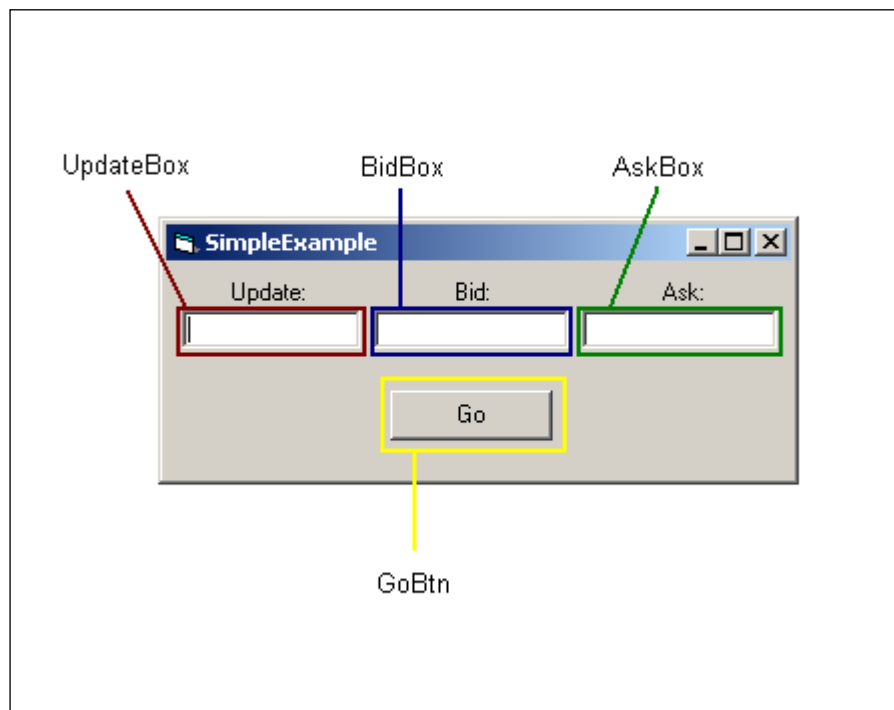 UpdateBox BidBox AskBox
SimpleExample
Update: Bid: Ask:
Go
GoBtn